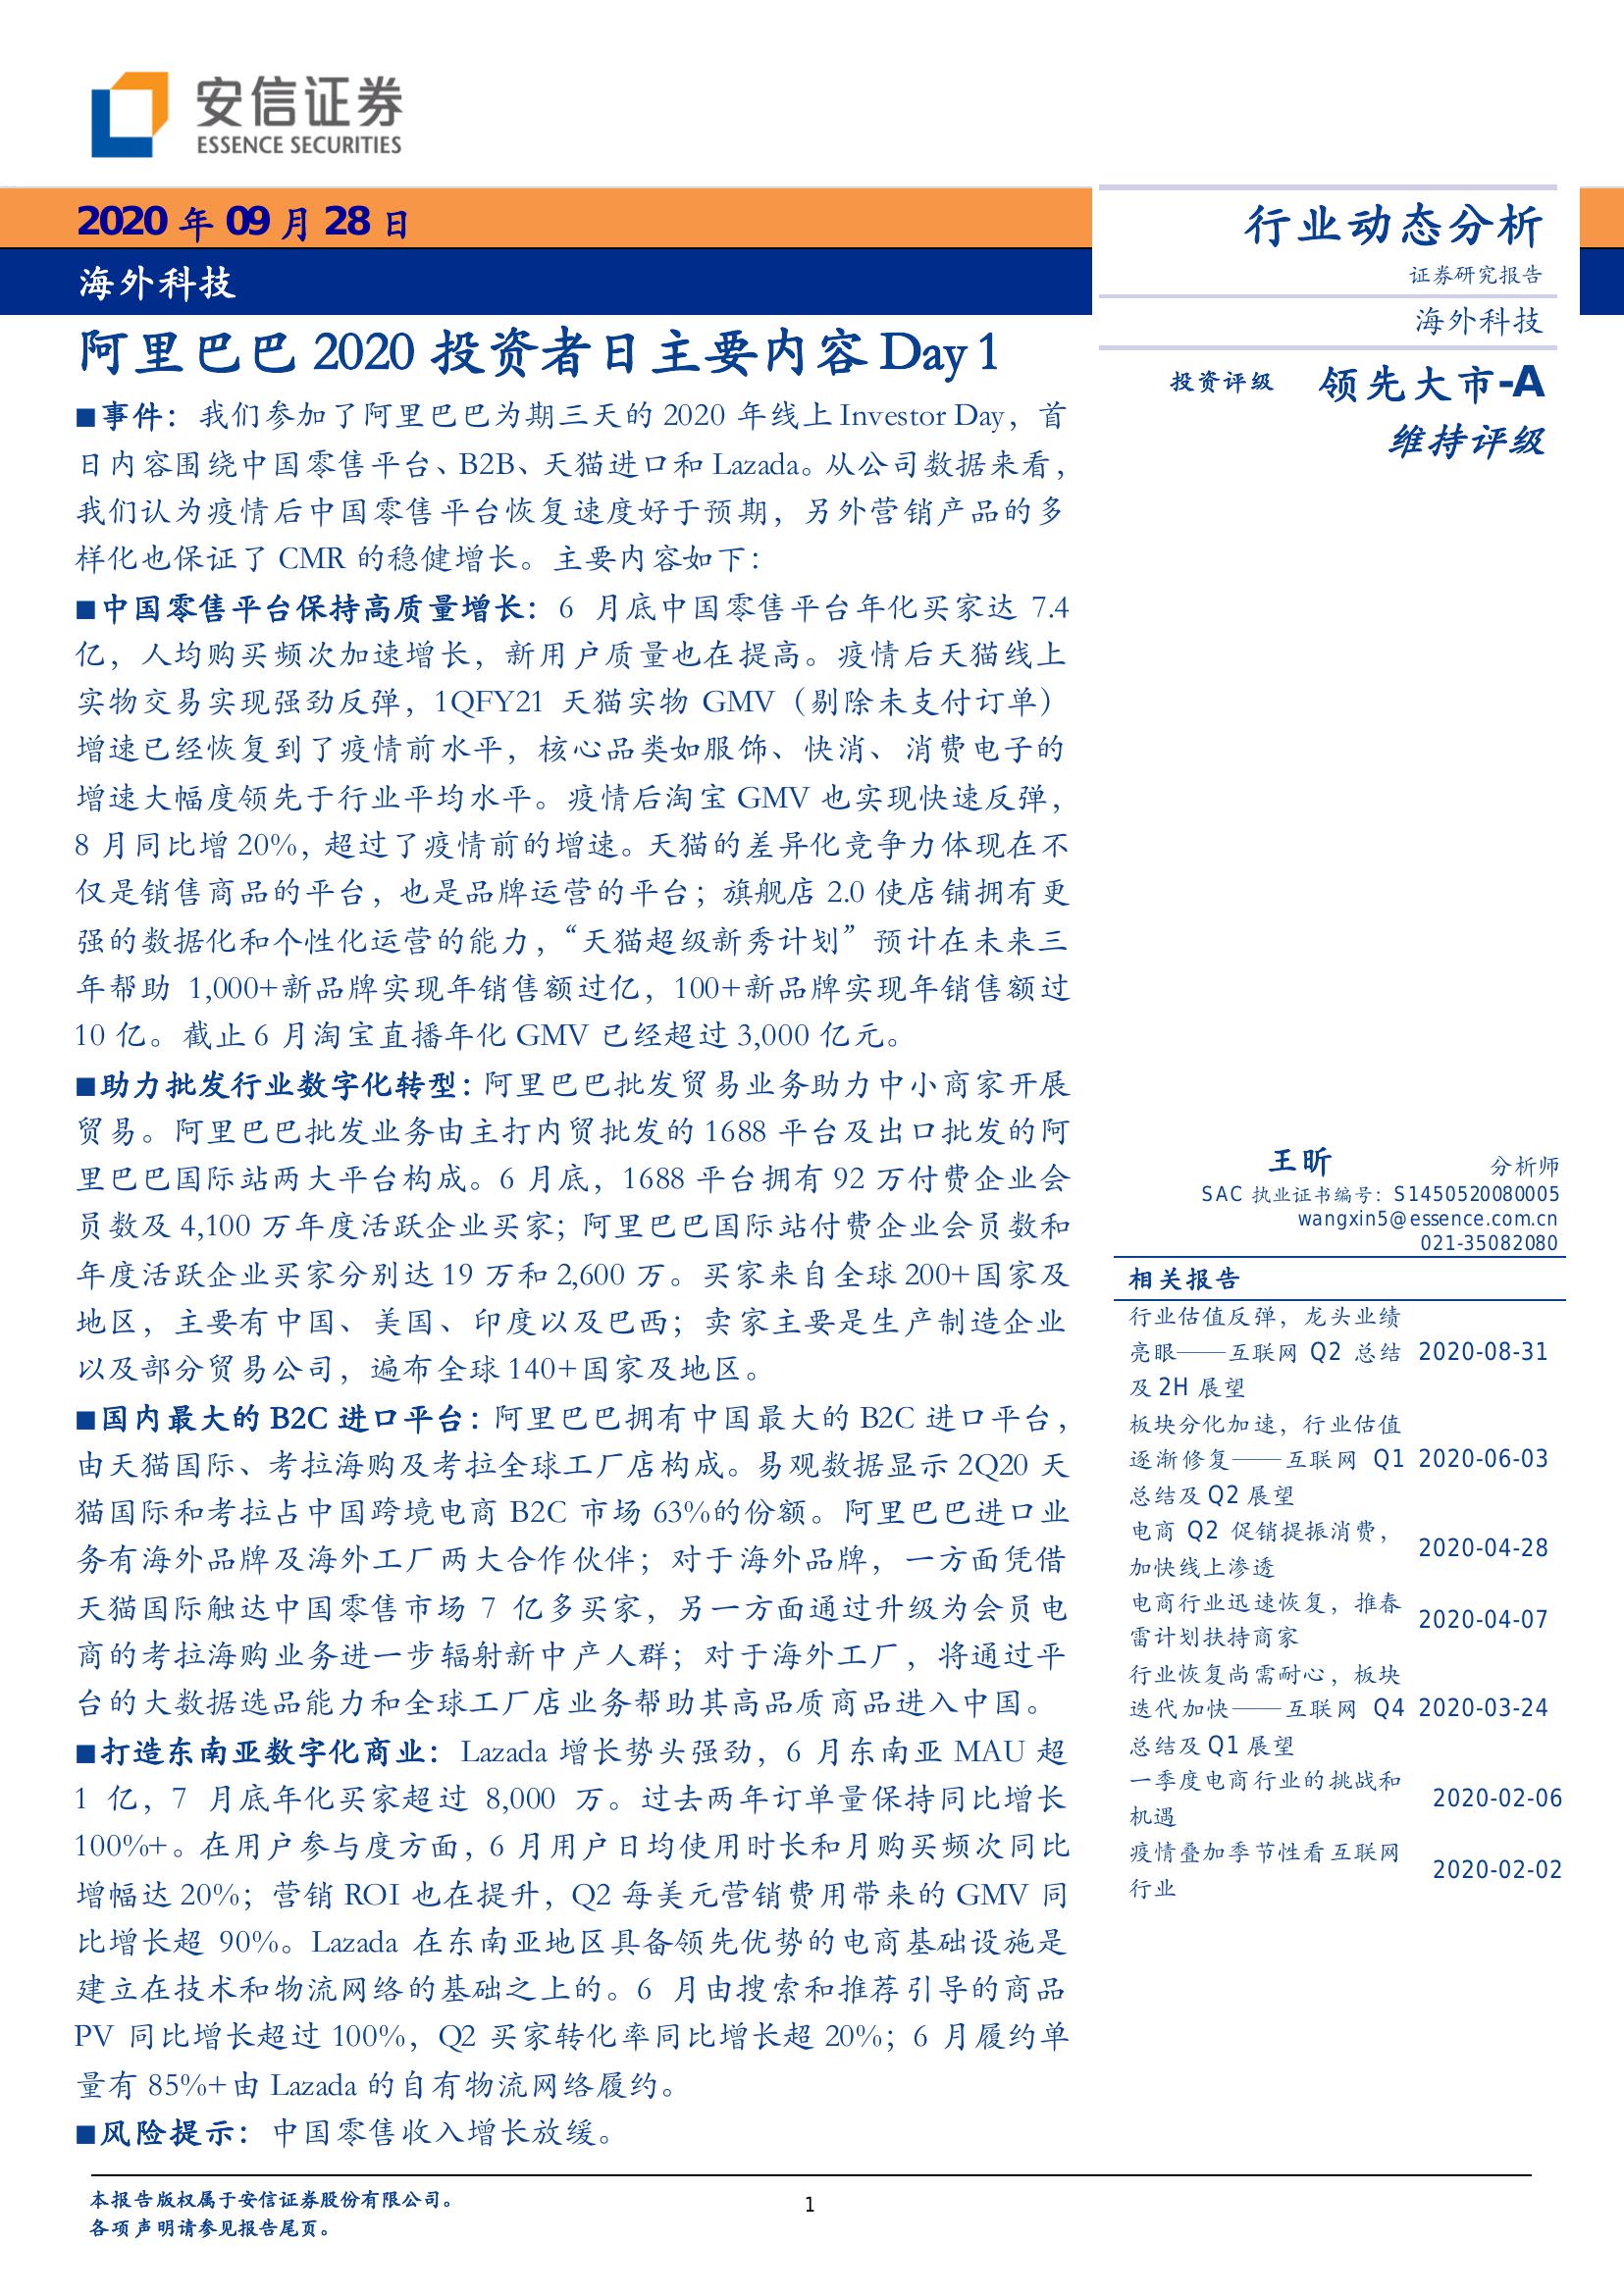 安信证券
ESSENCE SECURITIES
2020 年 09 月 28 日
海外科技
行业动态分析
证券研究报告
海外科技
投资评级 领先大市-A
维持评级
阿里巴巴 2020 投资者日主要内容 Day 1
■事件：我们参加了阿里巴巴为期三天的 2020 年线上 Investor Day，首
日内容围绕中国零售平台、B2B、天猫进口和 Lazada。从公司数据来看，
我们认为疫情后中国零售平台恢复速度好于预期，另外营销产品的多
样化也保证了 CMR 的稳健增长。主要内容如下：
■中国零售平台保持高质量增长：6 月底中国零售平台年化买家达 7.4
亿，人均购买频次加速增长，新用户质量也在提高。疫情后天猫线上
实物交易实现强劲反弹，1QFY21 天猫实物 GMV（剔除未支付订单）
增速已经恢复到了疫情前水平，核心品类如服饰、快消、消费电子的
增速大幅度领先于行业平均水平。疫情后淘宝 GMV 也实现快速反弹，
8 月同比增 20%，超过了疫情前的增速。天猫的差异化竞争力体现在不
仅是销售商品的平台，也是品牌运营的平台；旗舰店 2.0 使店铺拥有更
强的数据化和个性化运营的能力，“天猫超级新秀计划”预计在未来三
年帮助 1,000+新品牌实现年销售额过亿，100+新品牌实现年销售额过
10 亿。截止 6 月淘宝直播年化 GMV 已经超过 3,000 亿元。
■助力批发行业数字化转型：阿里巴巴批发贸易业务助力中小商家开展
贸易。阿里巴巴批发业务由主打内贸批发的 1688 平台及出口批发的阿
里巴巴国际站两大平台构成。6 月底，1688 平台拥有 92 万付费企业会
员数及 4,100 万年度活跃企业买家；阿里巴巴国际站付费企业会员数和
年度活跃企业买家分别达 19 万和 2,600 万。买家来自全球 200+国家及
地区，主要有中国、美国、印度以及巴西；卖家主要是生产制造企业
以及部分贸易公司，遍布全球 140+国家及地区。
■国内最大的 B2C 进口平台：阿里巴巴拥有中国最大的 B2C 进口平台，
由天猫国际、考拉海购及考拉全球工厂店构成。易观数据显示 2Q20 天
猫国际和考拉占中国跨境电商 B2C 市场 63%的份额。阿里巴巴进口业
务有海外品牌及海外工厂两大合作伙伴；对于海外品牌，一方面凭借
天猫国际触达中国零售市场 7 亿多买家，另一方面通过升级为会员电
商的考拉海购业务进一步辐射新中产人群；对于海外工厂，将通过平
台的大数据选品能力和全球工厂店业务帮助其高品质商品进入中国。
■打造东南亚数字化商业：Lazada 增长势头强劲，6 月东南亚 MAU 超
1 亿，7 月底年化买家超过 8,000 万。过去两年订单量保持同比增长
100%+。在用户参与度方面，6 月用户日均使用时长和月购买频次同比
增幅达 20%；营销 ROI 也在提升，Q2 每美元营销费用带来的 GMV 同
比增长超 90%。Lazada 在东南亚地区具备领先优势的电商基础设施是
建立在技术和物流网络的基础之上的。6 月由搜索和推荐引导的商品
PV 同比增长超过 100%，Q2 买家转化率同比增长超 20%；6 月履约单
量有 85%+由 Lazada 的自有物流网络履约。
■风险提示：中国零售收入增长放缓。
王昕 分析师
SAC 执业证书编号：S1450520080005
wangxin5@essence.com.cn
021-35082080
相关报告
行业估值反弹，龙头业绩
亮眼——互联网 Q2 总结 2020-08-31
及 2H 展望
板块分化加速，行业估值
逐渐修复——互联网 Q1 2020-06-03
总结及 Q2 展望
电商 Q2 促销提振消费，
加快线上渗透 2020-04-28
电商行业迅速恢复，推春
雷计划扶持商家 2020-04-07
行业恢复尚需耐心，板块
迭代加快——互联网 Q4 2020-03-24
总结及 Q1 展望
一季度电商行业的挑战和
机遇 2020-02-06
疫情叠加季节性看互联网
行业 2020-02-02
本报告版权属于安信证券股份有限公司。
各项声明请参见报告尾页。
1